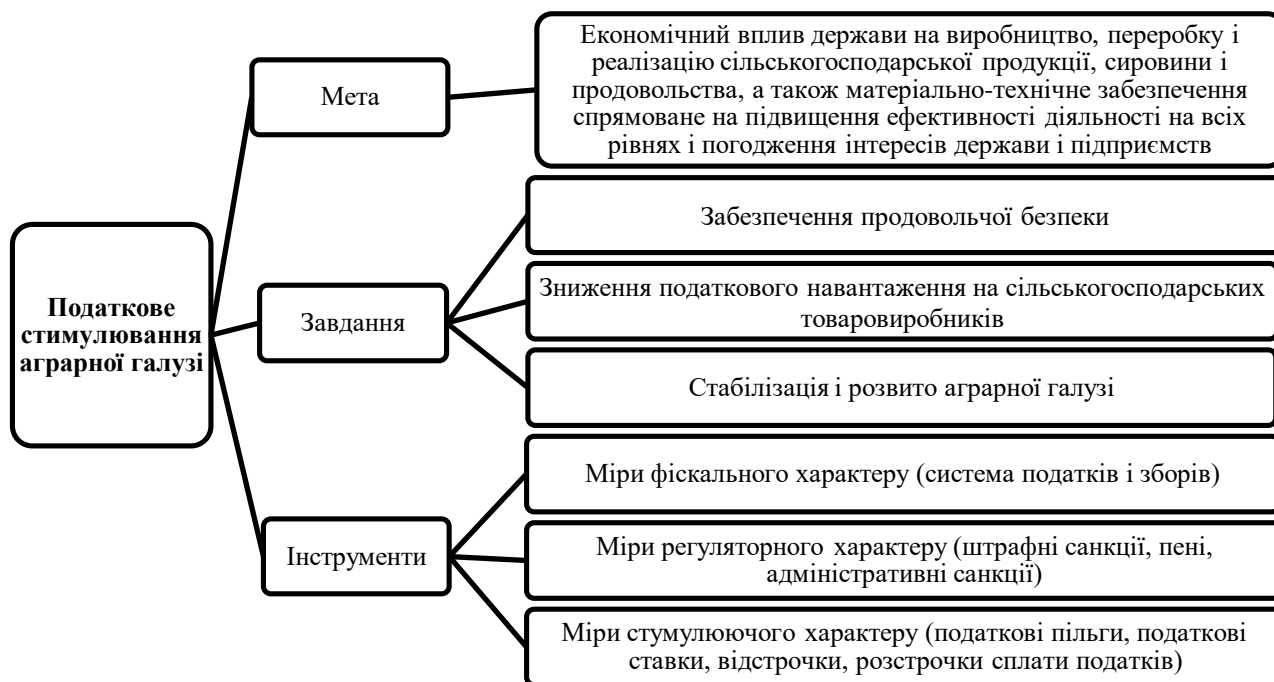 Економічний вплив держави на виробництво, переробку і
реалізацію сільськогосподарської продукції, сировини і
продовольства, а також матеріально-технічне забезпечення
спрямоване на підвищення ефективності діяльності на всіх
рівнях і погодження інтересів держави і підприємств
Мета
Забезпечення продовольчої безпеки
Зниження податкового навантаження на сільськогосподарських
товаровиробників
Стабілізація і розвито аграрної галузі
Завдання
Податкове
стимулювання
аграрної галузі
Міри фіскального характеру (система податків і зборів)
Міри регуляторного характеру (штрафні санкції, пені,
адміністративні санкції)
Міри стумулюючого характеру (податкові пільги, податкові
ставки, відстрочки, розстрочки сплати податків)
Інструменти